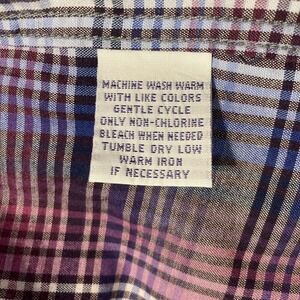 MACHINE WASH WARM
WITH LIKE COLORS
GENTLE CYCLE
ONLY NON-CHLORINE
BLEACH WHEN NEEDED
TUMBLE DRY LOW
WARM IRON
IF NECESSARY